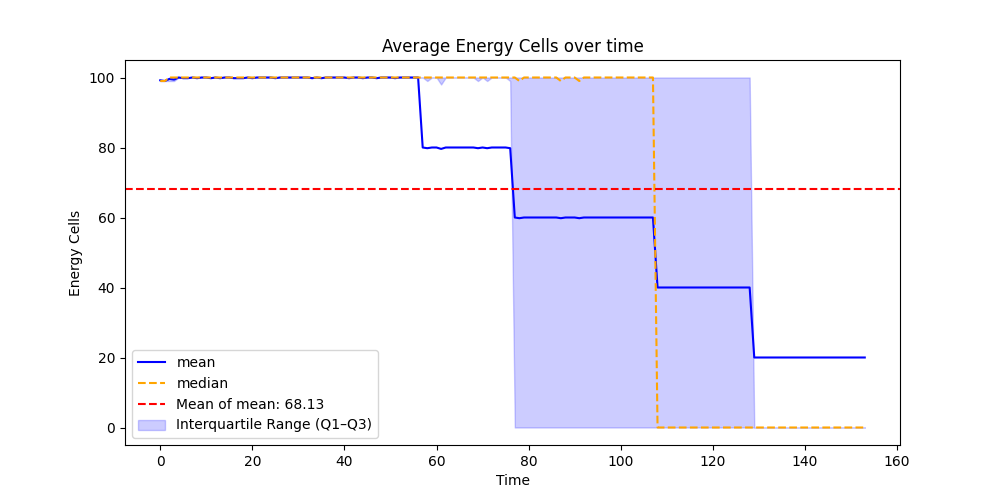 Average Energy Cells over time
Energy Cells
100
80
60
40
20
0
mean
median
Mean of mean: 68.13
Interquartile Range (Q1–Q3)
0 20 40 60 80 100 120 140 160
Time